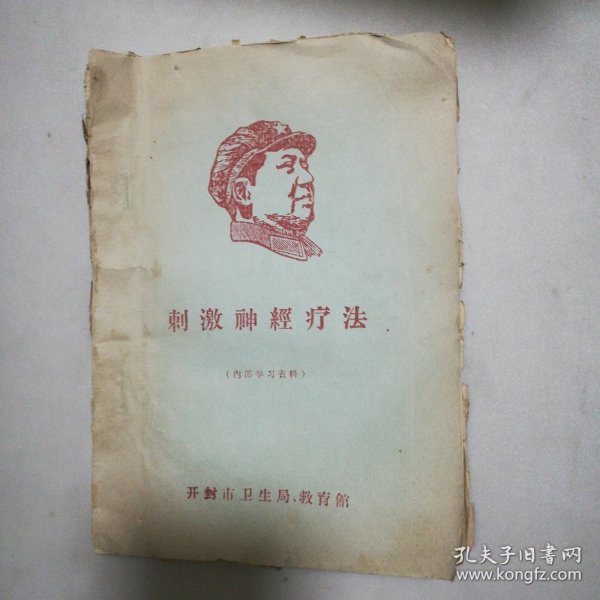 刺激神經疗法
(内部学习資料)
开封市卫生局、教育館
孔夫子旧書网
www.kongfz.com